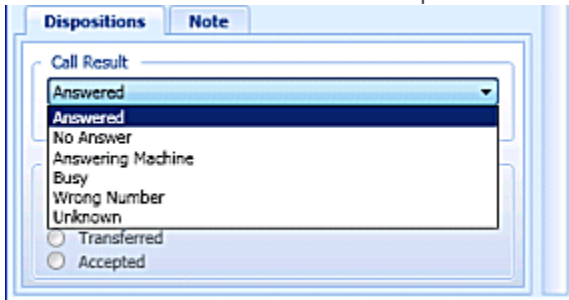 Dispositions Note
Call Result
Answered
Answered
No Answer
Answering Machine
Busy
Wrong Number
Unknown
Transferred
Accepted